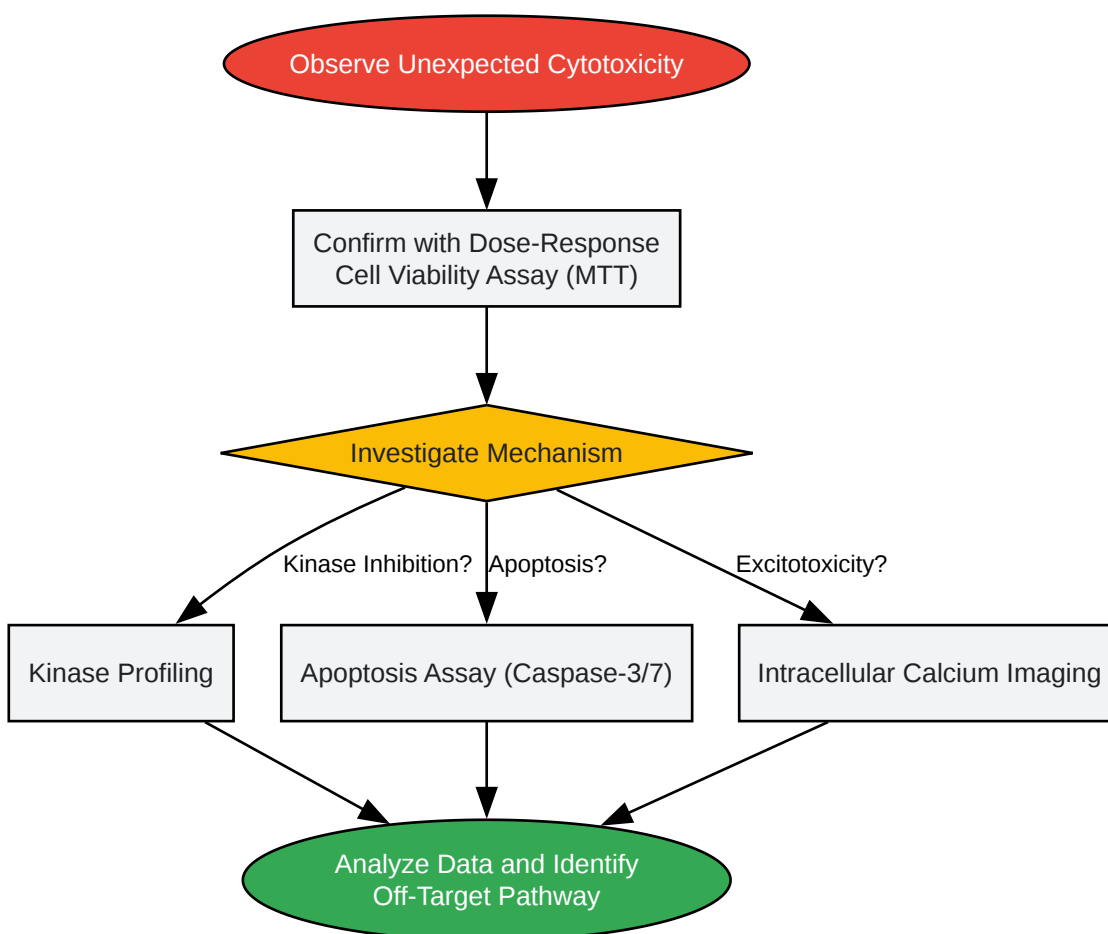 Observe Unexpected Cytotoxicity
Confirm with Dose-Response
Cell Viability Assay (MTT)
Investigate Mechanism
Kinase Inhibition?
Apoptosis?
Excitotoxicity?
Kinase Profiling
Apoptosis Assay (Caspase-3/7)
Intracellular Calcium Imaging
Analyze Data and Identify
Off-Target Pathway